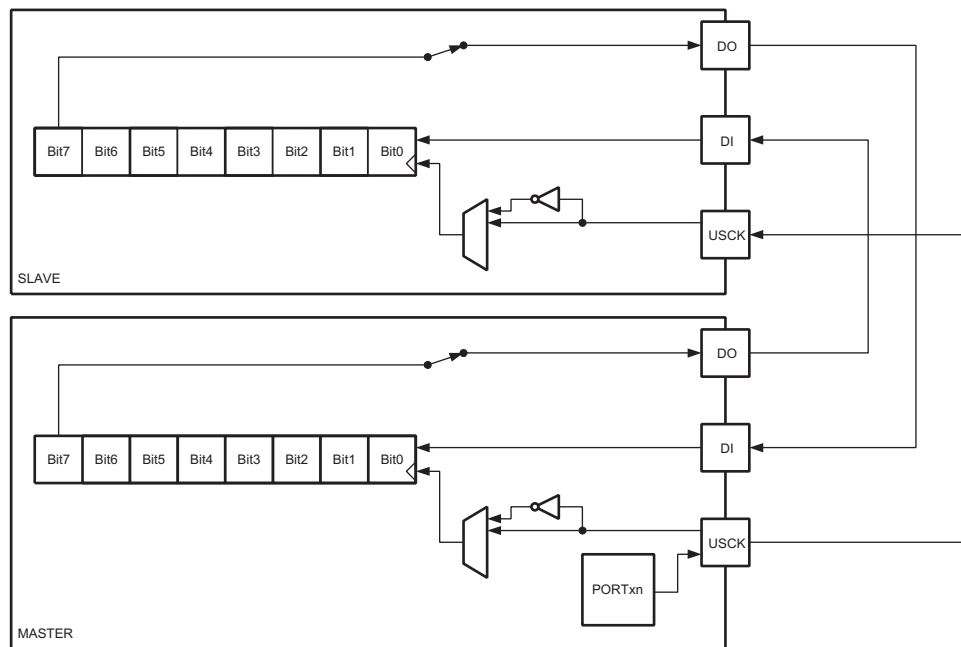 DO
Bit7 Bit6 Bit5 Bit4 Bit3 Bit2 Bit1 Bit0
DI
USCK
SLAVE
DO
Bit7 Bit6 Bit5 Bit4 Bit3 Bit2 Bit1 Bit0
DI
USCK
PORTxn
MASTER